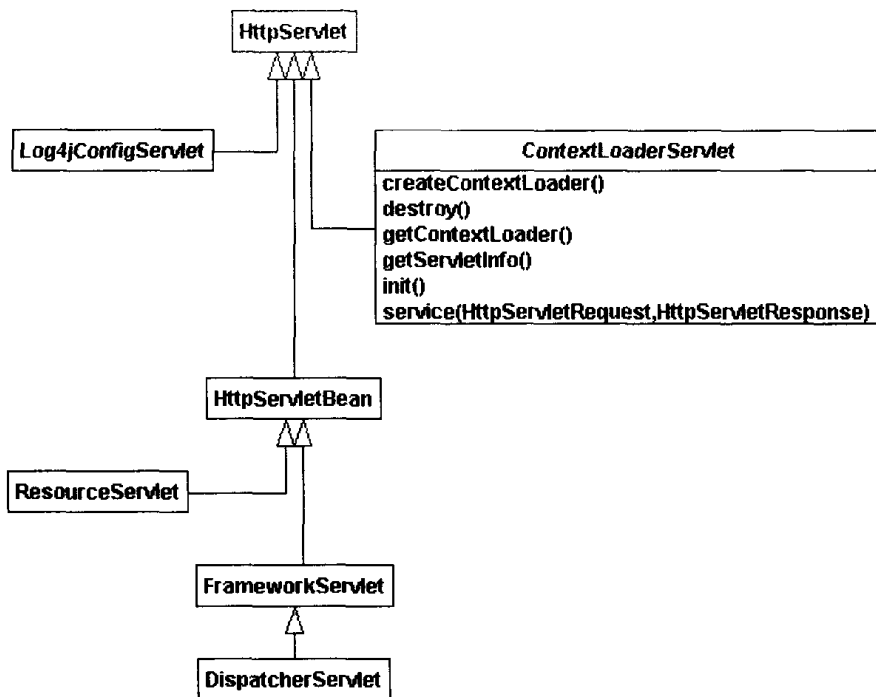 HttpServlet
Log4jConfigServlet
ContextLoaderServlet
createContextLoader()
destroy()
getContextLoader()
getServletInfo()
init()
service(HttpServletRequest,HttpServletResponse)
HttpServletBean
ResourceServlet
FrameworkServlet
DispatcherServlet